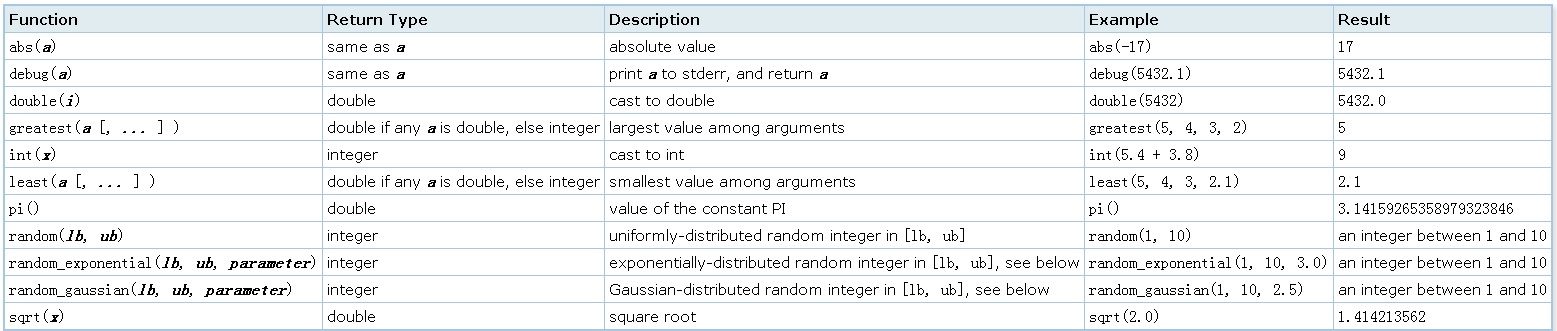 Function Return Type Description Example Result
abs(a) same as a absolute value abs(-17) 17
debug(a) same as a print a to stderr, and return a debug(5432.1) 5432.1
double(i) double cast to double double(5432) 5432.0
greatest(a [, ... ] ) double if any a is double, else integer largest value among arguments greatest(5, 4, 3, 2) 5
int(x) integer cast to int int(5.4 + 3.8) 9
least(a [, ... ] ) double if any a is double, else integer smallest value among arguments least(5, 4, 3, 2.1) 2.1
pi() double value of the constant PI pi() 3.14159265358979323846
random(lb, ub) integer uniformly-distributed random integer in [lb, ub] random(1, 10) an integer between 1 and 10
random_exponential(lb, ub, parameter) integer exponentially-distributed random integer in [lb, ub], see below random_exponential(1, 10, 3.0) an integer between 1 and 10
random_gaussian(lb, ub, parameter) integer Gaussian-distributed random integer in [lb, ub], see below random_gaussian(1, 10, 2.5) an integer between 1 and 10
sqrt(x) double square root sqrt(2.0) 1.414213562